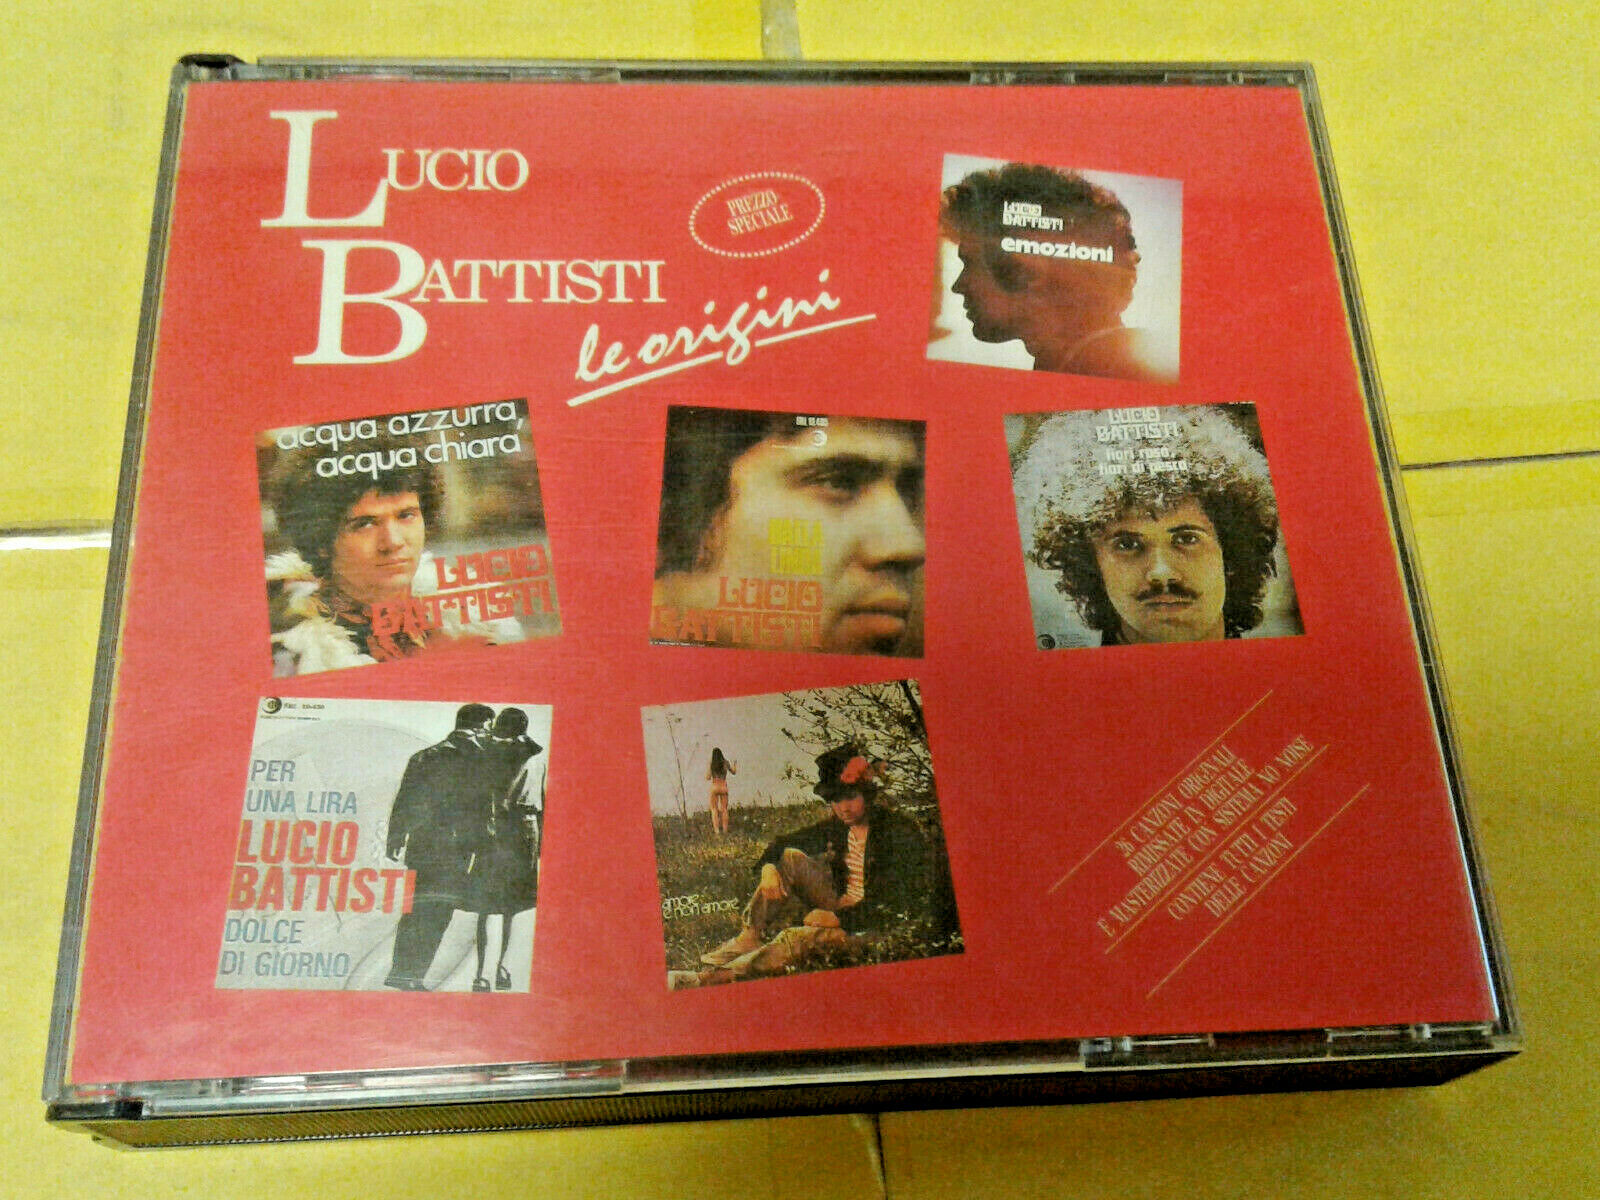 LUCIO
BATTISTI
le origini
PREZZO
SPECIALE
LUCIO
BATTISTI
emozioni
acqua azzurra,
acqua chiara
LUCIO
BATTISTI
LUCIO
BATTISTI
LUCIO
BATTISTI
fiori rosa,
fiori di pesco
PER
UNA LIRA
LUCIO
BATTISTI
DOLCE
DI GIORNO
amore
e non amore
26 CANZONI ORIGINALI
RIMISSATE IN DIGITALE
E MASTERIZZATE CON SISTEMA NO NOISE
CONTIENE TUTTI I TESTI
DELLE CANZONI